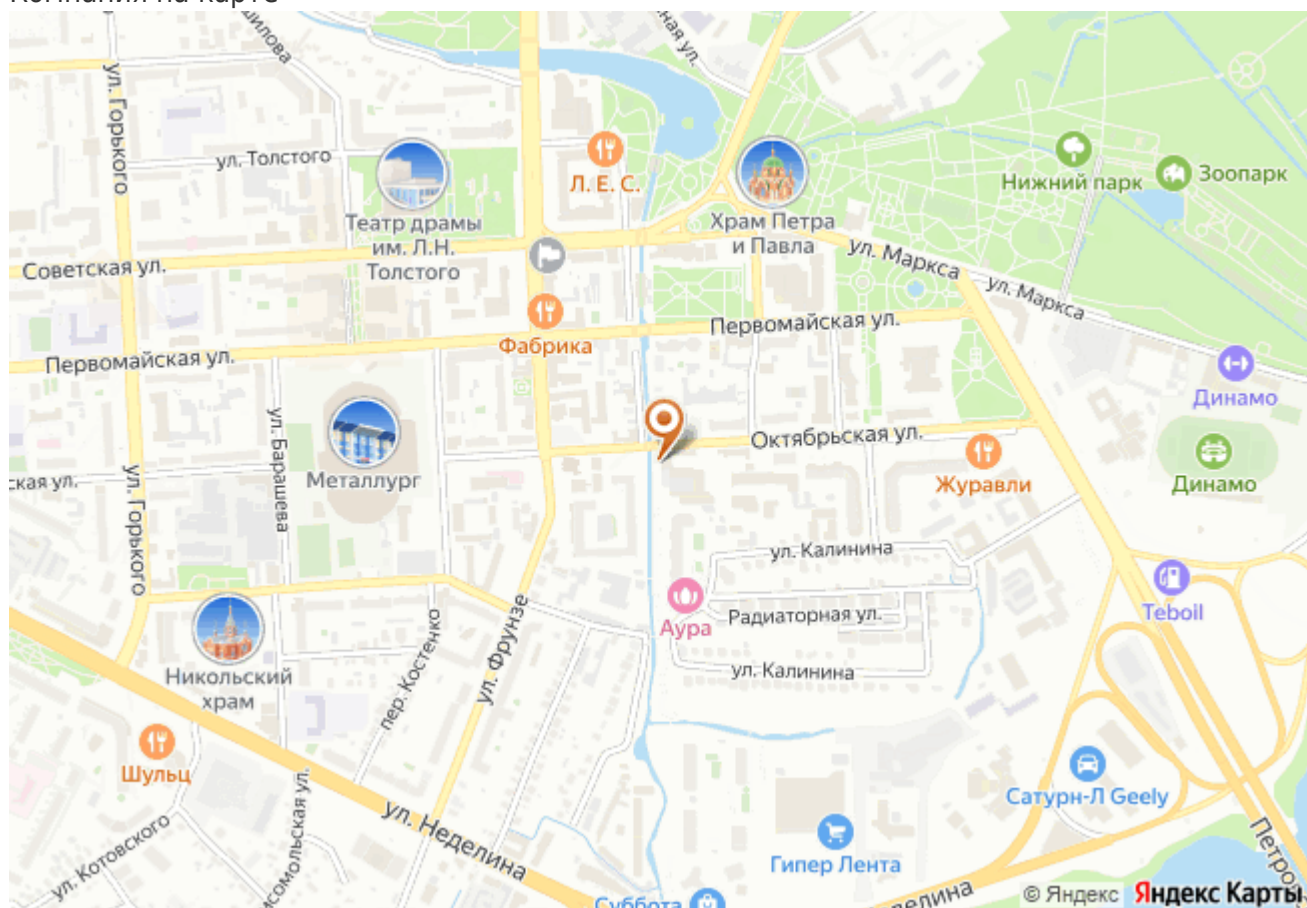 Компания на карте
ул. Горького
ул. Толстого
Театр драмы
им. Л.Н.
Толстого
Л. Е. С.
Храм Петра
и Павла
Нижний парк
Зоопарк
Советская ул.
ул. Маркса
ул. Маркса
Фабрика
Первомайская ул.
Первомайская ул.
Динамо
ул. Барашева
Металлург
Октябрьская ул.
Журавли
Динамо
ул. Горького
ул. Калинина
Аура
Радиаторная ул.
Teboil
ул. Калинина
Никольский
храм
пер. Костенко
ул. Фрунзе
Шульц
Сатурн-Л Geely
ул. Неделина
ул. Котовского
Гипер Лента
Суббота
© Яндекс Яндекс Карты